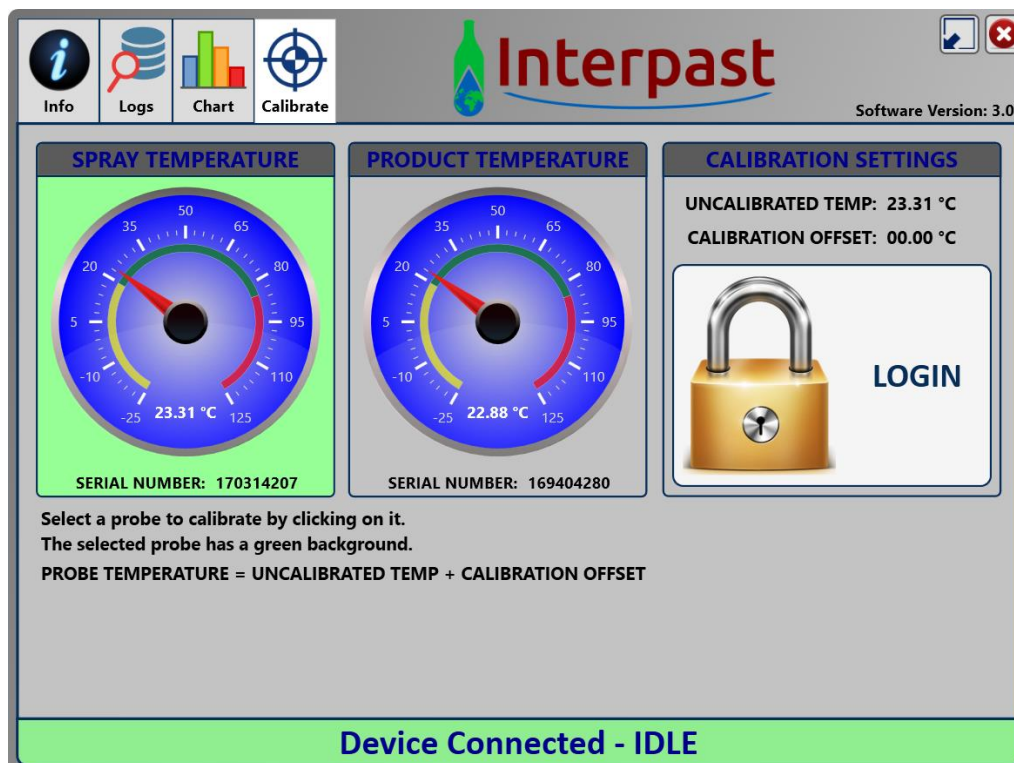 Interpast
Info
Logs
Chart
Calibrate
Software Version: 3.0
SPRAY TEMPERATURE
PRODUCT TEMPERATURE
CALIBRATION SETTINGS
-25
-10
5
20
35
50
65
80
95
110
125
23.31 °C
SERIAL NUMBER: 170314207
-25
-10
5
20
35
50
65
80
95
110
125
22.88 °C
SERIAL NUMBER: 169404280
UNCALIBRATED TEMP: 23.31 °C
CALIBRATION OFFSET: 00.00 °C
LOGIN
Select a probe to calibrate by clicking on it.
The selected probe has a green background.
PROBE TEMPERATURE = UNCALIBRATED TEMP + CALIBRATION OFFSET
Device Connected - IDLE